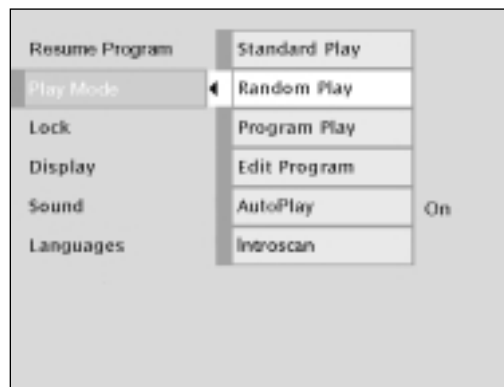 Resume Program
Standard Play
Play Mode
Random Play
Lock
Program Play
Display
Edit Program
Sound
AutoPlay
On
Languages
Introscan